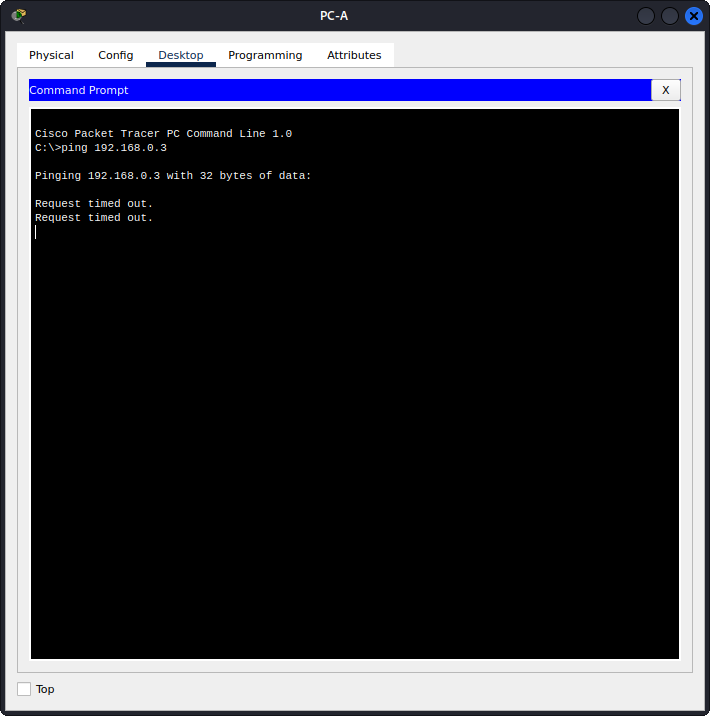 PC-A
Physical Config Desktop Programming Attributes
Command Prompt X
Cisco Packet Tracer PC Command Line 1.0
C:\>ping 192.168.0.3
Pinging 192.168.0.3 with 32 bytes of data:
Request timed out.
Request timed out.
Top